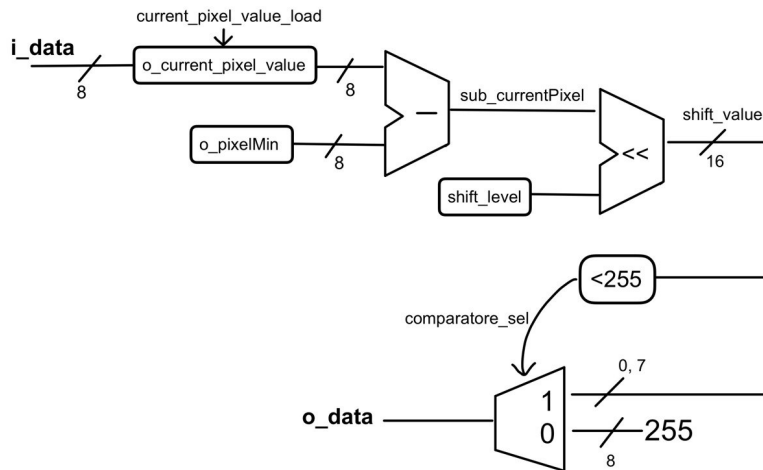 current_pixel_value_load
i_data
8
o_current_pixel_value
8
sub_currentPixel
shift_value
16
o_pixelMin
8
−
<<
shift_level
<255
comparatore_sel
0, 7
o_data
1
0
255
8